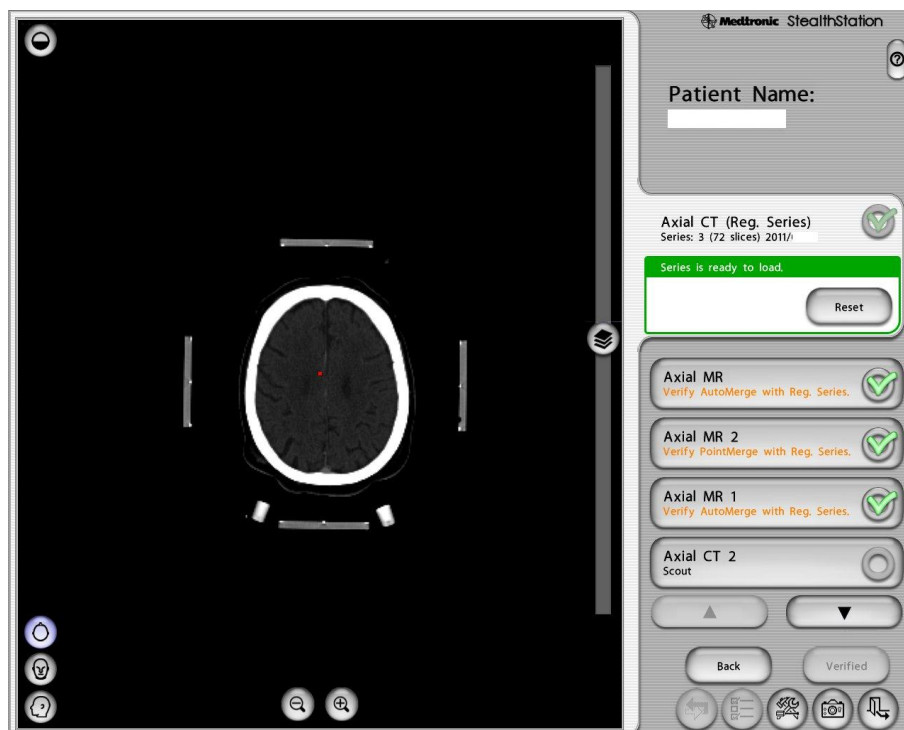 Medtronic StealthStation
?
Patient Name:
Axial CT (Reg. Series)
Series: 3 (72 slices) 2011/
Series is ready to load.
Reset
Axial MR
Verify AutoMerge with Reg. Series.
Axial MR 2
Verify PointMerge with Reg. Series.
Axial MR 1
Verify AutoMerge with Reg. Series.
Axial CT 2
Scout
Back
Verified